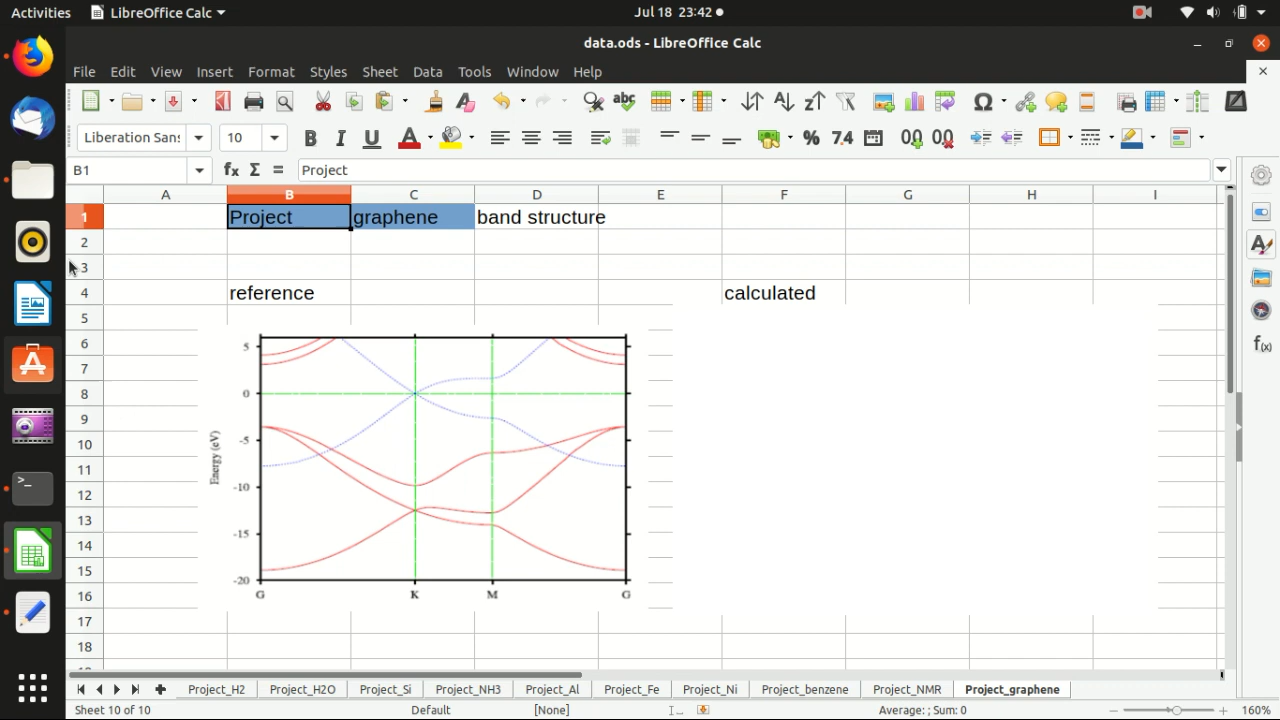 Activities LibreOffice Calc Jul 18 23:42
data.ods - LibreOffice Calc
File Edit View Insert Format Styles Sheet Data Tools Window Help
Liberation Sans 10
B1 Project
A B C D E F G H I
1 Project graphene band structure
2
3
4 reference calculated
5
6
7
8
9
10
11
12
13
14
15
16
17
18
5
0
-5
-10
-15
-20
Energy (eV)
G K M G
Project_H2 Project_H2O Project_Si Project_NH3 Project_Al Project_Fe Project_Ni Project_benzene Project_NMR Project_graphene
Sheet 10 of 10 Default [None] Average: ; Sum: 0 160%